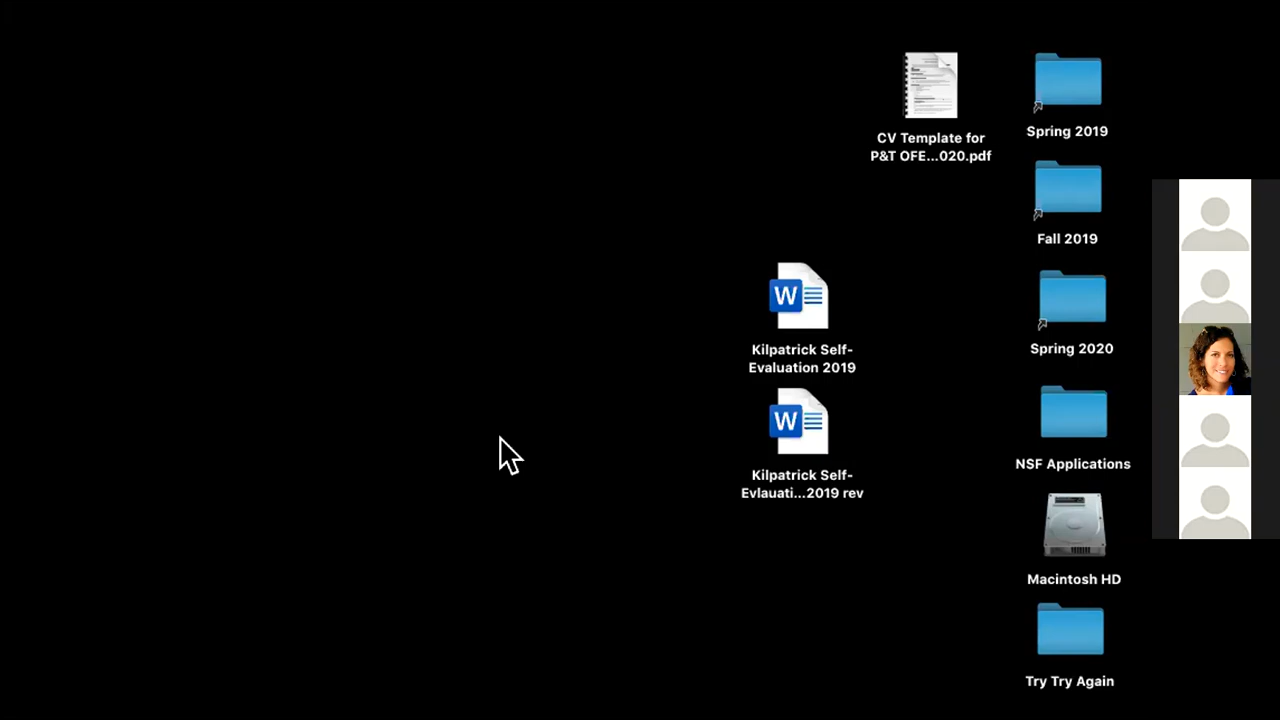 CV Template for
P&T OFE...020.pdf
Spring 2019
Fall 2019
Kilpatrick Self-
Evaluation 2019
Spring 2020
Kilpatrick Self-
Evlauati...2019 rev
NSF Applications
Macintosh HD
Try Try Again
W
W